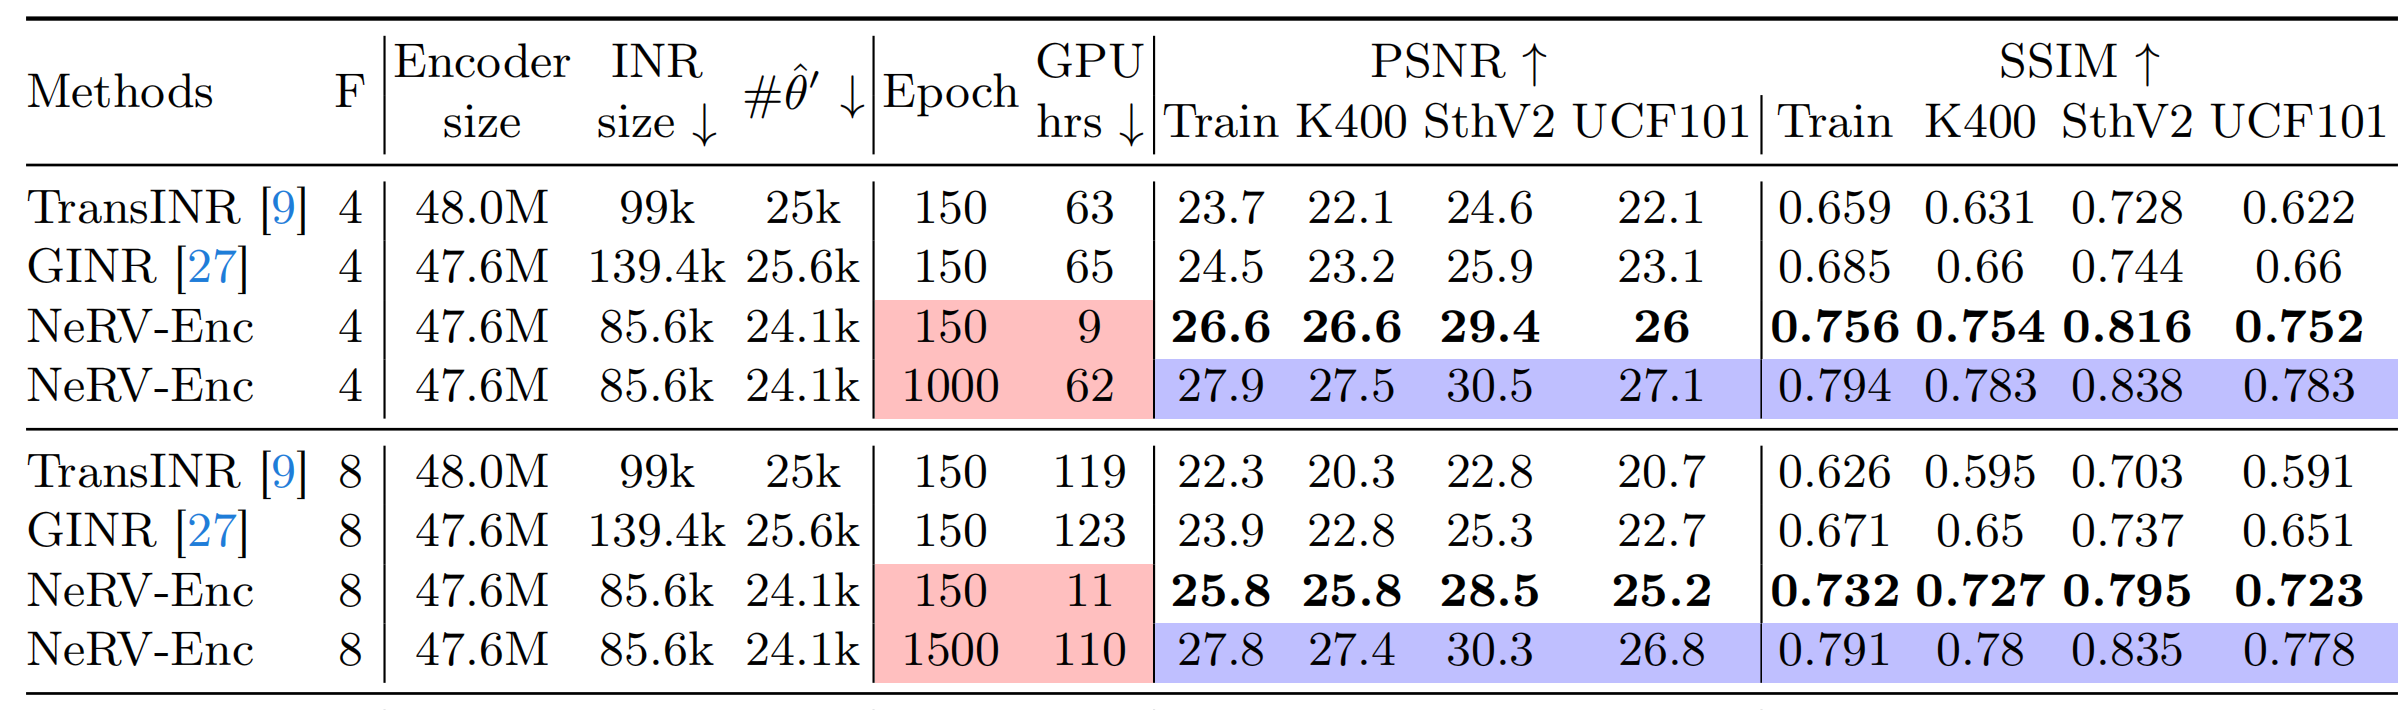 Methods F Encoder size INR size ↓ #θ̂′ ↓ Epoch GPU hrs ↓ PSNR ↑ SSIM ↑
Train K400 SthV2 UCF101 Train K400 SthV2 UCF101
TransINR [9] 4 48.0M 99k 25k 150 63 23.7 22.1 24.6 22.1 0.659 0.631 0.728 0.622
GINR [27] 4 47.6M 139.4k 25.6k 150 65 24.5 23.2 25.9 23.1 0.685 0.66 0.744 0.66
NeRV-Enc 4 47.6M 85.6k 24.1k 150 9 26.6 26.6 29.4 26 0.756 0.754 0.816 0.752
NeRV-Enc 4 47.6M 85.6k 24.1k 1000 62 27.9 27.5 30.5 27.1 0.794 0.783 0.838 0.783
TransINR [9] 8 48.0M 99k 25k 150 119 22.3 20.3 22.8 20.7 0.626 0.595 0.703 0.591
GINR [27] 8 47.6M 139.4k 25.6k 150 123 23.9 22.8 25.3 22.7 0.671 0.65 0.737 0.651
NeRV-Enc 8 47.6M 85.6k 24.1k 150 11 25.8 25.8 28.5 25.2 0.732 0.727 0.795 0.723
NeRV-Enc 8 47.6M 85.6k 24.1k 1500 110 27.8 27.4 30.3 26.8 0.791 0.78 0.835 0.778